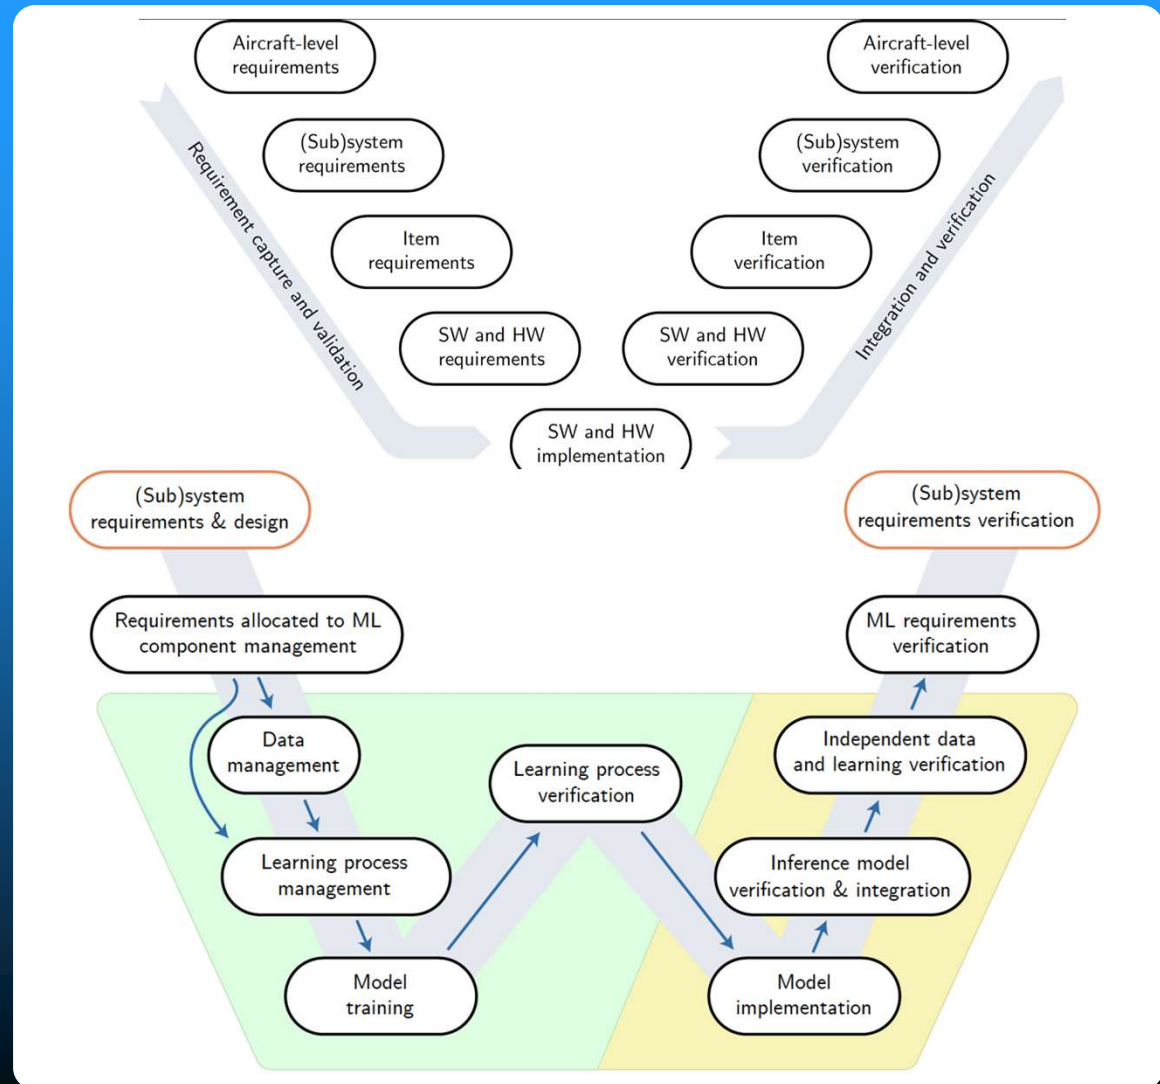 Aircraft-level
requirements
Aircraft-level
verification
(Sub)system
requirements
(Sub)system
verification
Requirement capture and validation
Integration and verification
Item
requirements
Item
verification
SW and HW
requirements
SW and HW
verification
SW and HW
implementation
(Sub)system
requirements & design
(Sub)system
requirements verification
Requirements allocated to ML
component management
ML requirements
verification
Data
management
Learning process
verification
Independent data
and learning verification
Learning process
management
Inference model
verification & integration
Model
training
Model
implementation